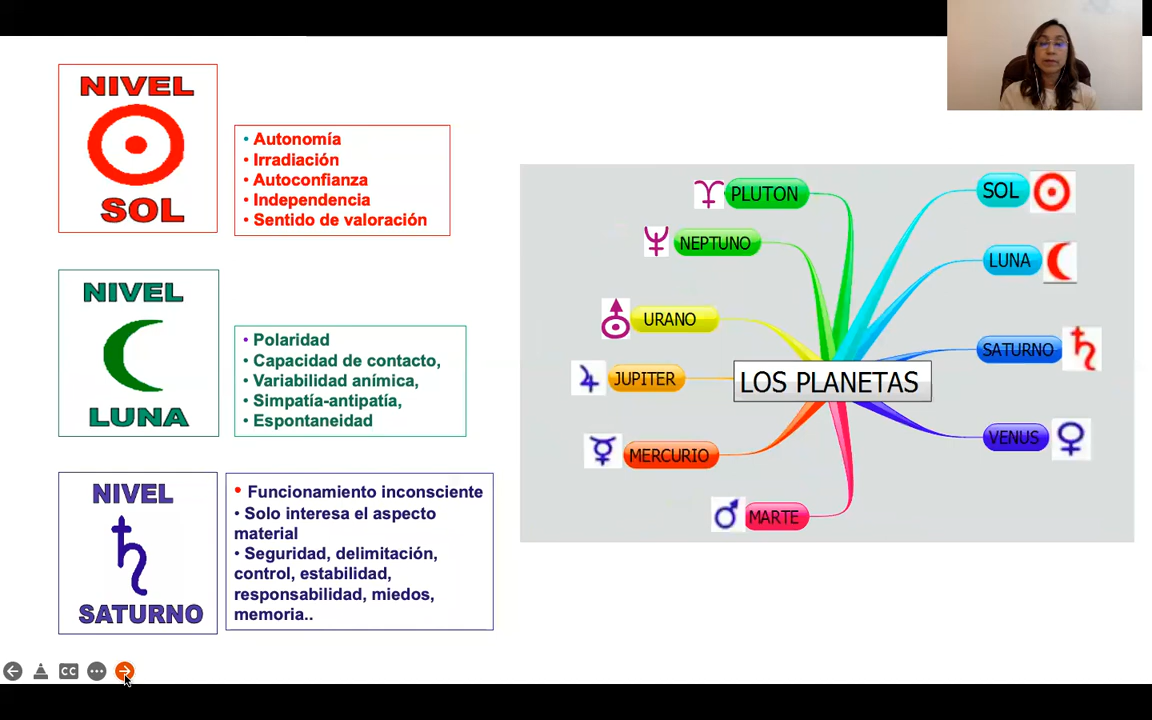 NIVEL
SOL
• Autonomía
• Irradiación
• Autoconfianza
• Independencia
• Sentido de valoración
NIVEL
LUNA
• Polaridad
• Capacidad de contacto,
• Variabilidad anímica,
• Simpatía-antipatía,
• Espontaneidad
NIVEL
SATURNO
• Funcionamiento inconsciente
• Solo interesa el aspecto
material
• Seguridad, delimitación,
control, estabilidad,
responsabilidad, miedos,
memoria..
PLUTON
NEPTUNO
URANO
JUPITER
MERCURIO
MARTE
LOS PLANETAS
SOL
LUNA
SATURNO
VENUS
CC